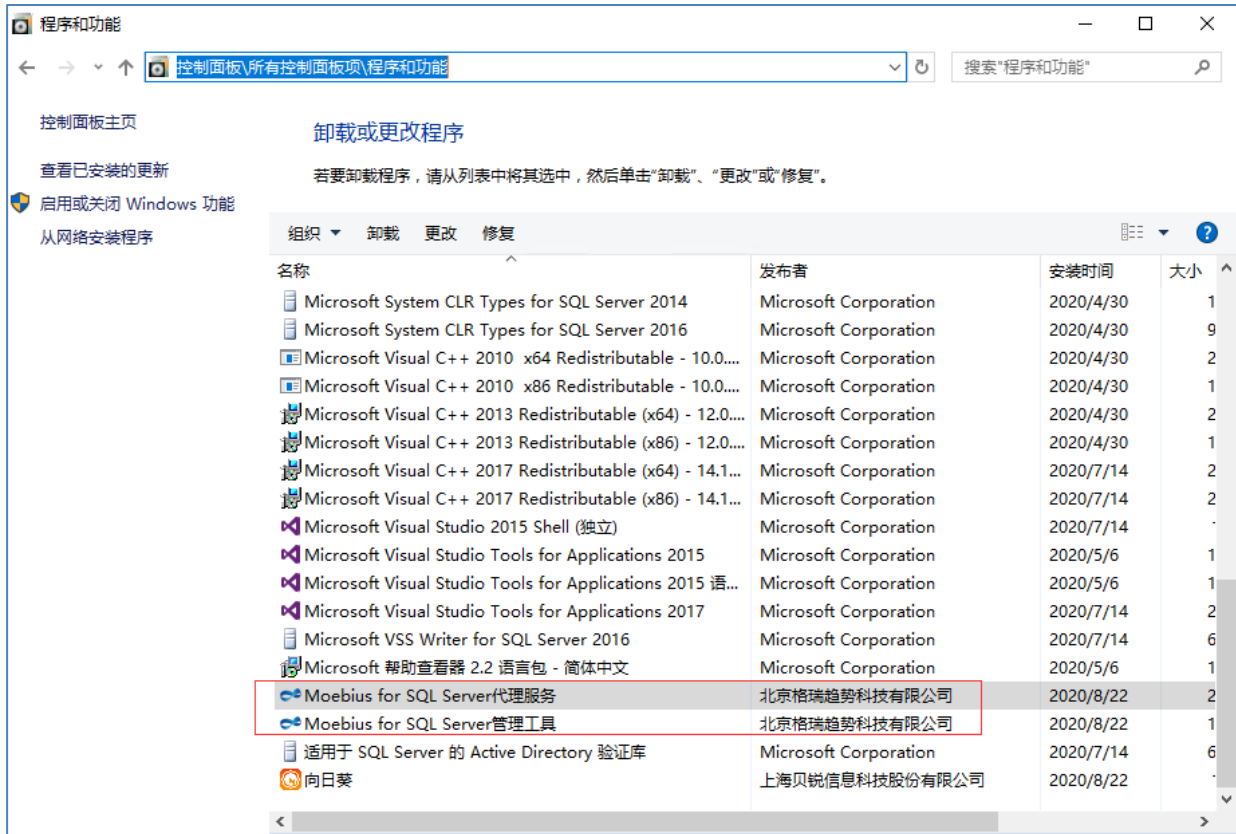 程序和功能
控制面板\所有控制面板项\程序和功能
搜索"程序和功能"
控制面板主页
查看已安装的更新
启用或关闭 Windows 功能
从网络安装程序
卸载或更改程序
若要卸载程序，请从列表中将其选中，然后单击“卸载”、“更改”或“修复”。
组织 卸载 更改 修复
名称 发布者 安装时间 大小
Microsoft System CLR Types for SQL Server 2014 Microsoft Corporation 2020/4/30 1
Microsoft System CLR Types for SQL Server 2016 Microsoft Corporation 2020/4/30 9
Microsoft Visual C++ 2010 x64 Redistributable - 10.0.... Microsoft Corporation 2020/4/30 2
Microsoft Visual C++ 2010 x86 Redistributable - 10.0.... Microsoft Corporation 2020/4/30 1
Microsoft Visual C++ 2013 Redistributable (x64) - 12.0.... Microsoft Corporation 2020/4/30 2
Microsoft Visual C++ 2013 Redistributable (x86) - 12.0.... Microsoft Corporation 2020/4/30 1
Microsoft Visual C++ 2017 Redistributable (x64) - 14.1... Microsoft Corporation 2020/7/14 2
Microsoft Visual C++ 2017 Redistributable (x86) - 14.1... Microsoft Corporation 2020/7/14 2
Microsoft Visual Studio 2015 Shell (独立) Microsoft Corporation 2020/7/14
Microsoft Visual Studio Tools for Applications 2015 Microsoft Corporation 2020/5/6 1
Microsoft Visual Studio Tools for Applications 2015 语... Microsoft Corporation 2020/5/6 1
Microsoft Visual Studio Tools for Applications 2017 Microsoft Corporation 2020/7/14 2
Microsoft VSS Writer for SQL Server 2016 Microsoft Corporation 2020/7/14 6
Microsoft 帮助查看器 2.2 语言包 - 简体中文 Microsoft Corporation 2020/5/6 1
Moebius for SQL Server代理服务 北京格瑞趋势科技有限公司 2020/8/22 2
Moebius for SQL Server管理工具 北京格瑞趋势科技有限公司 2020/8/22 1
适用于 SQL Server 的 Active Directory 验证库 Microsoft Corporation 2020/7/14 6
向日葵 上海贝锐信息科技股份有限公司 2020/8/22